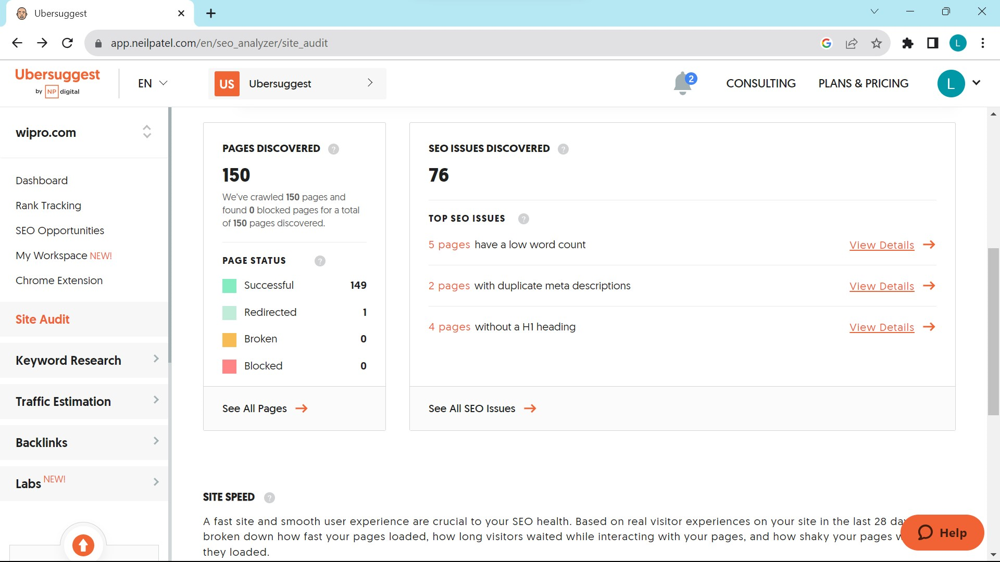 Ubersuggest
app.neilpatel.com/en/seo_analyzer/site_audit
L
Ubersuggest
by NP digital
EN
US Ubersuggest
2
CONSULTING
PLANS & PRICING
L
wipro.com
Dashboard
Rank Tracking
SEO Opportunities
My Workspace NEW!
Chrome Extension
Site Audit
Keyword Research
Traffic Estimation
Backlinks
Labs NEW!
PAGES DISCOVERED ?
150
We've crawled 150 pages and
found 0 blocked pages for a total
of 150 pages discovered.
PAGE STATUS ?
Successful 149
Redirected 1
Broken 0
Blocked 0
See All Pages
SEO ISSUES DISCOVERED ?
76
TOP SEO ISSUES ?
5 pages have a low word count View Details
2 pages with duplicate meta descriptions View Details
4 pages without a H1 heading View Details
See All SEO Issues
SITE SPEED ?
A fast site and smooth user experience are crucial to your SEO health. Based on real visitor experiences on your site in the last 28
broken down how fast your pages loaded, how long visitors waited while interacting with your pages, and how shaky your pages
they loaded.
Help